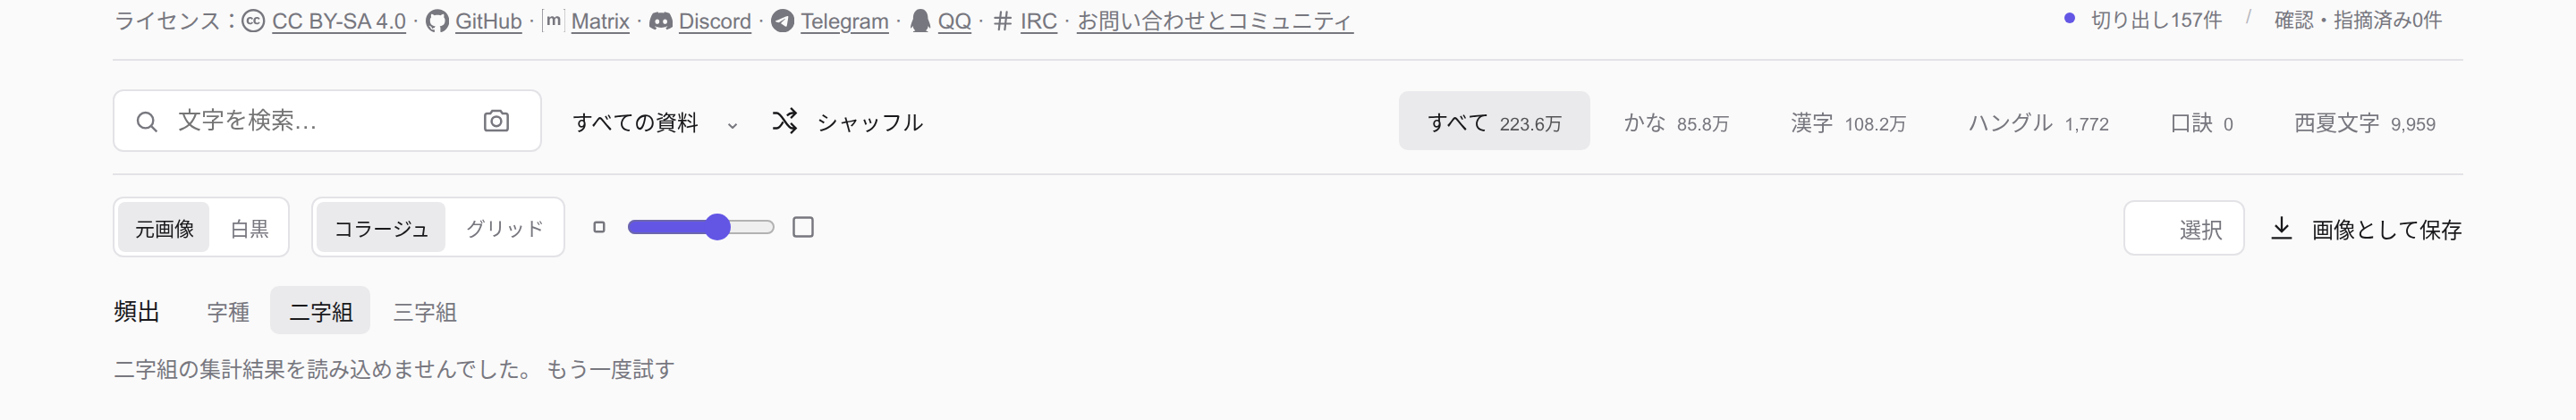 ライセンス：CC BY-SA 4.0 · GitHub · [m] Matrix · Discord · Telegram · QQ · # IRC · お問い合わせとコミュニティ
切り出し157件 / 確認・指摘済み0件
文字を検索… すべての資料 シャッフル
すべて 223.6万 かな 85.8万 漢字 108.2万 ハングル 1,772 口訣 0 西夏文字 9,959
元画像 白黒 コラージュ グリッド
選択 画像として保存
頻出 字種 二字組 三字組
二字組の集計結果を読み込めませんでした。 もう一度試す